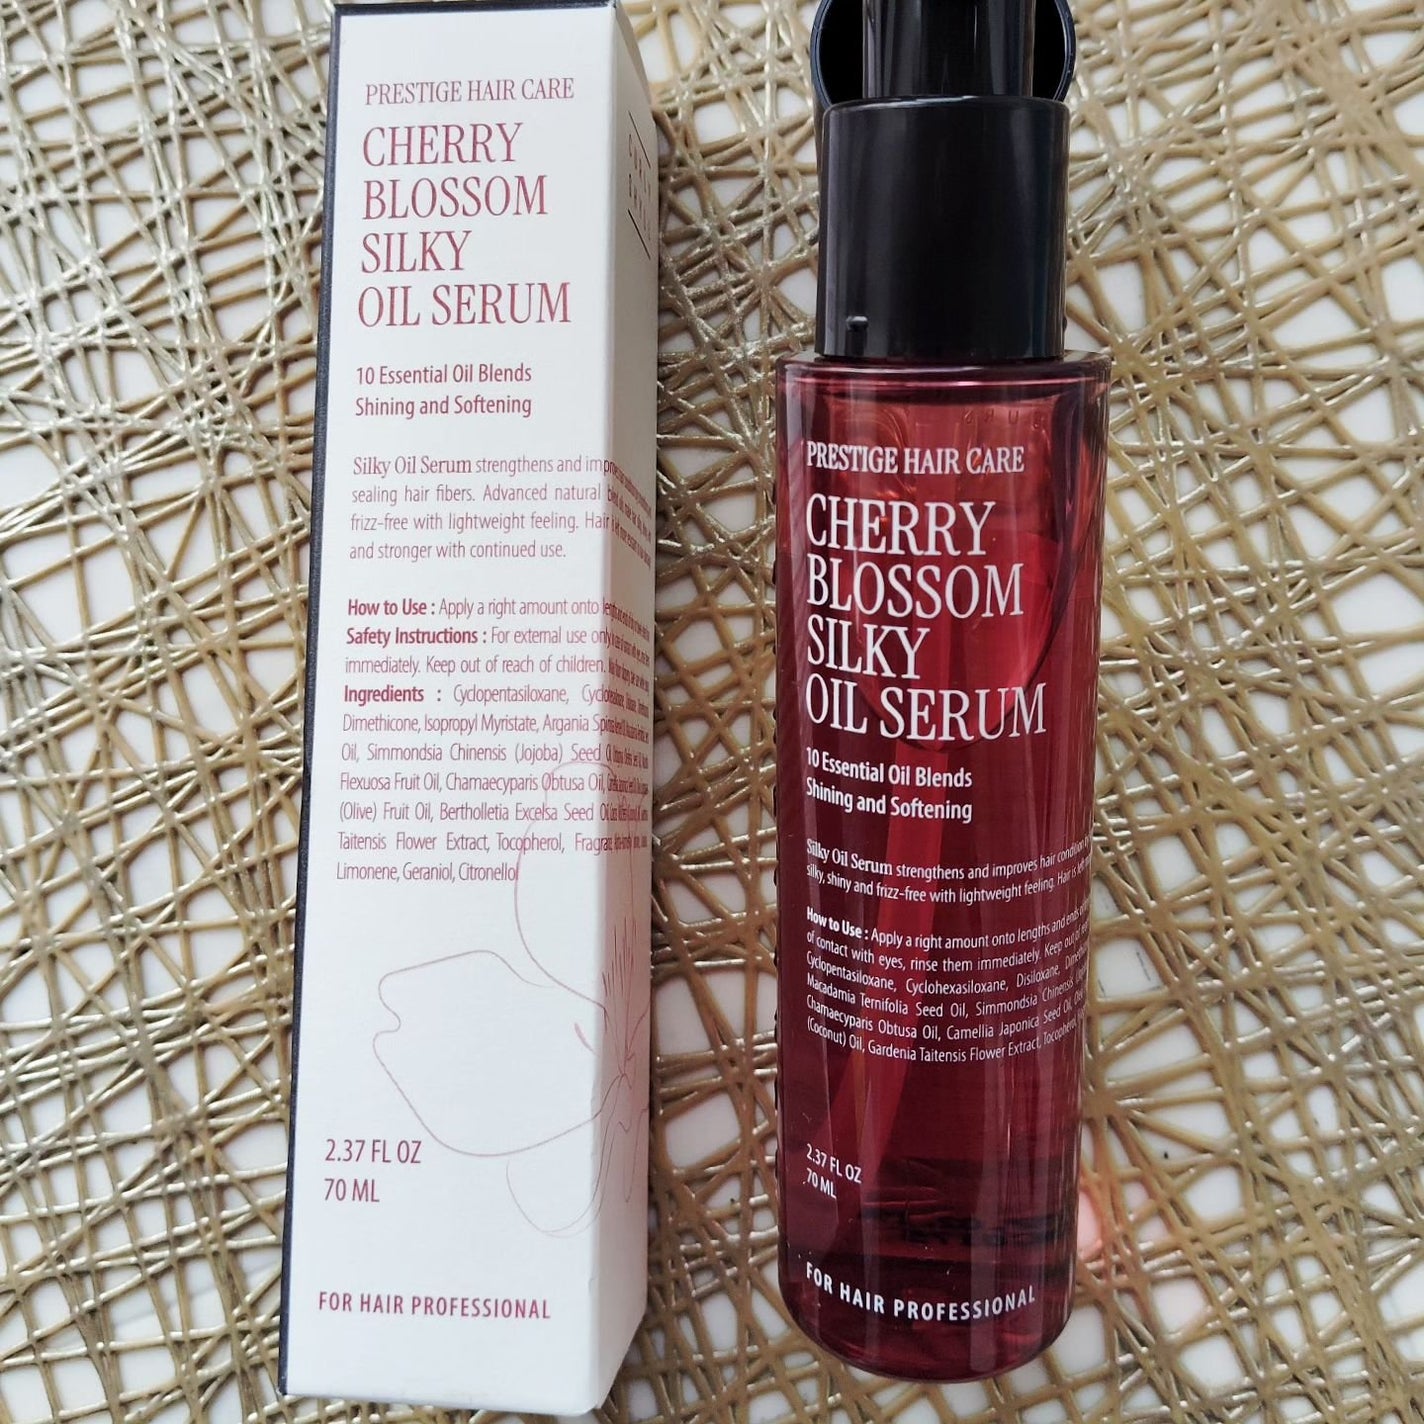 PRESTIGE HAIR CARE
CHERRY
BLOSSOM
SILKY
OIL SERUM
10 Essential Oil Blends
Shining and Softening
Silky Oil Serum strengthens and
sealing hair fibers. Advanced natural
frizz-free with lightweight feeling. Hair
and stronger with continued use.
How to Use : Apply a right amount onto
Safety Instructions : For external use only
immediately. Keep out of reach of children.
Ingredients : Cyclopentasiloxane,
Dimethicone, Isopropyl Myristate, Argania
Oil, Simmondsia Chinensis (Jojoba) Seed
Flexuosa Fruit Oil, Chamaecyparis Obtusa Oil,
(Olive) Fruit Oil, Bertholletia Excelsa Seed
Taitensis Flower Extract, Tocopherol,
Limonene, Geraniol, Citronellol
2.37 FL OZ
70 ML
FOR HAIR PROFESSIONAL
PRESTIGE HAIR CARE
CHERRY
BLOSSOM
SILKY
OIL SERUM
10 Essential Oil Blends
Shining and Softening
Silky Oil Serum strengthens and improves hair condition
silky, shiny and frizz-free with lightweight feeling. Hair is left
How to Use : Apply a right amount onto lengths and ends
of contact with eyes, rinse them immediately. Keep out of
Cyclopentasiloxane, Cyclohexasiloxane, Disiloxane,
Macadamia Ternifolia Seed Oil, Simmondsia Chinensis
Chamaecyparis Obtusa Oil, Camellia Japonica Seed Oil,
(Coconut) Oil, Gardenia Taitensis Flower Extract, Tocopherol,
2.37 FL OZ
70 ML
FOR HAIR PROFESSIONAL